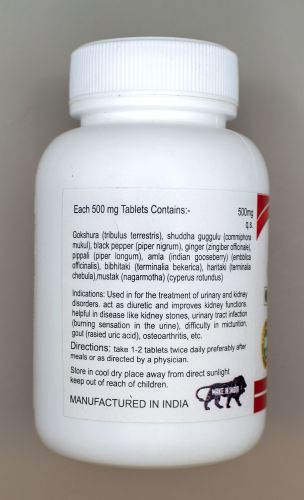 Each 500 mg Tablets Contains:- 500mg
q.s.
Gokshura (tribulus terrestris), shuddha guggulu (commiphora
mukul), black pepper (piper nigrum), ginger (zingiber officinale),
pippali (piper longum), amla (indian gooseberry) (emblica
officinalis), bibhitaki (terminalia bekerica), haritaki (terminalia
chebula),mustak (nagarmotha) (cyperus rotundus)
Indications: Used in for the treatment of urinary and kidney
disorders. act as diuretic and improves kidney functions.
helpful in disease like kidney stones, urinary tract infection
(burning sensation in the urine), difficulty in micturition,
gout (rasied uric acid), osteoarthritis, etc.
Directions: take 1-2 tablets twice daily preferably after
meals or as directed by a physician.
Store in cool dry place away from direct sunlight
keep out of reach of children.
MANUFACTURED IN INDIA
MAKE IN INDIA